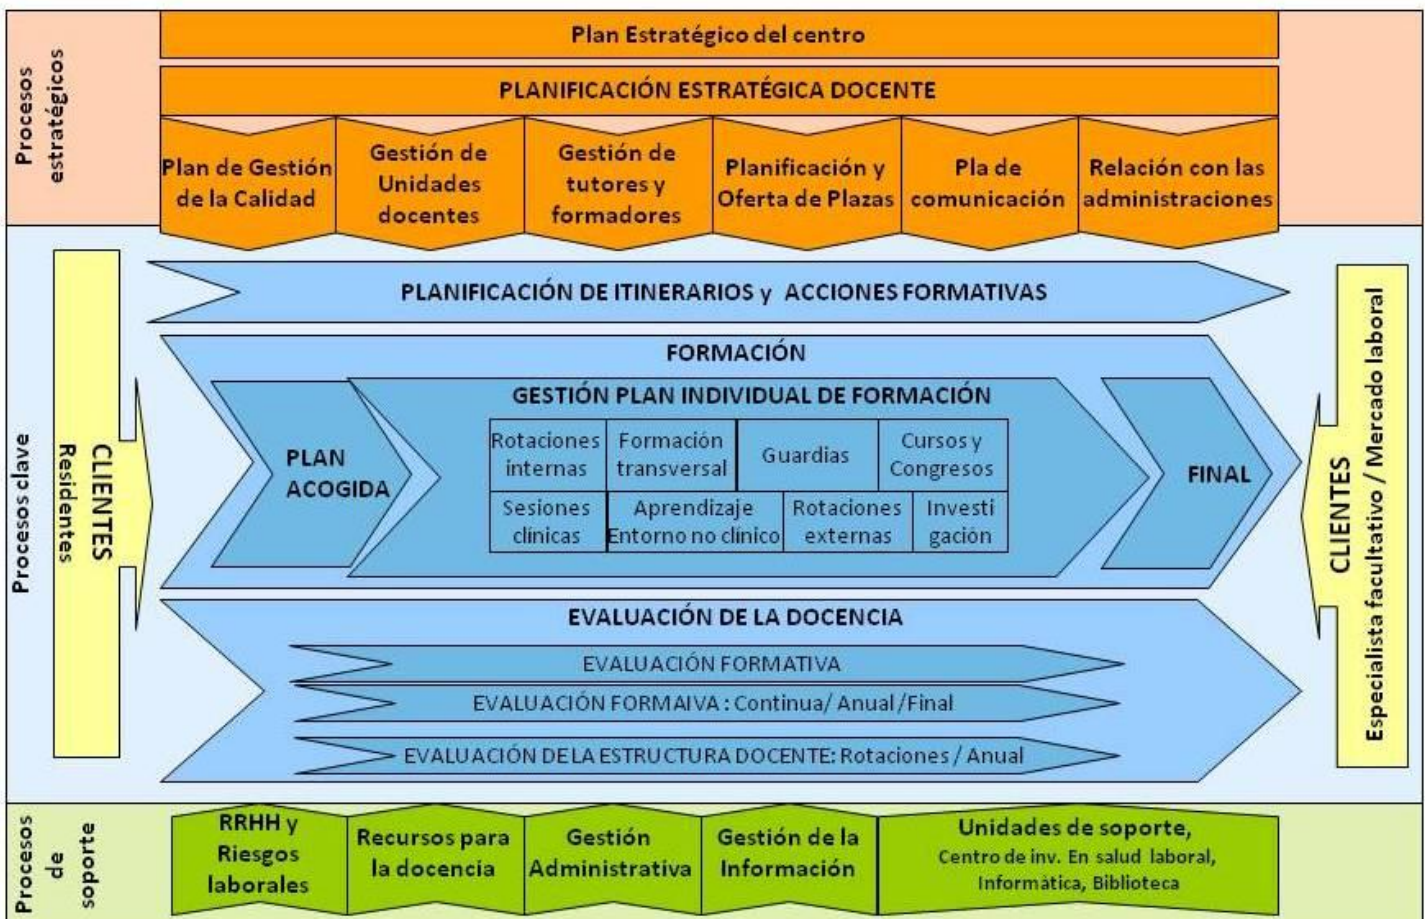 Procesos
estratégicos
Plan Estratégico del centro
PLANIFICACIÓN ESTRATÉGICA DOCENTE
Plan de Gestión
de la Calidad
Gestión de
Unidades
docentes
Gestión de
tutores y
formadores
Planificación y
Oferta de Plazas
Pla de
comunicación
Relación con las
administraciones
Procesos clave
CLIENTES
Residentes
PLANIFICACIÓN DE ITINERARIOS y ACCIONES FORMATIVAS
FORMACIÓN
PLAN
ACOGIDA
GESTIÓN PLAN INDIVIDUAL DE FORMACIÓN
Rotaciones
internas
Formación
transversal
Guardias
Cursos y
Congresos
Sesiones
clínicas
Aprendizaje
Entorno no clínico
Rotaciones
externas
Investi
gación
FINAL
EVALUACIÓN DE LA DOCENCIA
EVALUACIÓN FORMATIVA
EVALUACIÓN FORMAIVA : Continua/ Anual /Final
EVALUACIÓN DE LA ESTRUCTURA DOCENTE: Rotaciones / Anual
CLIENTES
Especialista facultativo / Mercado laboral
Procesos
de
soporte
RRHH y
Riesgos
laborales
Recursos para
la docencia
Gestión
Administrativa
Gestión de la
Información
Unidades de soporte,
Centro de inv. En salud laboral,
Informàtica, Biblioteca